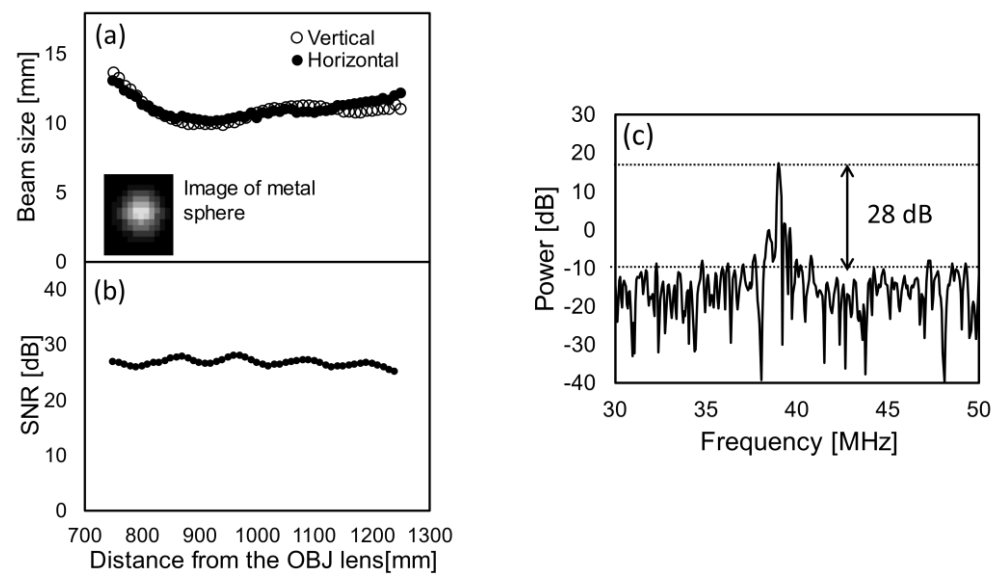 (a)
Vertical
Horizontal
15
10
5
0
Beam size [mm]
Image of metal
sphere
(b)
40
30
20
10
0
SNR [dB]
700 800 900 1000 1100 1200 1300
Distance from the OBJ lens[mm]
(c)
30
20
10
0
-10
-20
-30
-40
Power [dB]
28 dB
30 35 40 45 50
Frequency [MHz]